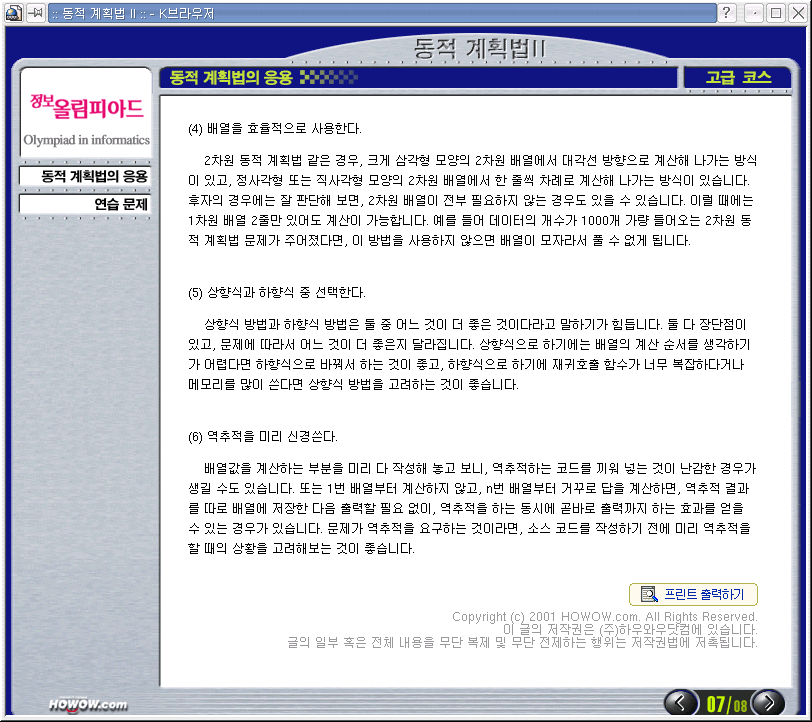 :: 동적 계획법 II :: - K브라우저
동적 계획법II
동적 계획법의 응용
고급 코스
정보올림피아드
Olympiad in informatics
동적 계획법의 응용
연습 문제
(4) 배열을 효율적으로 사용한다.
2차원 동적 계획법 같은 경우, 크게 삼각형 모양의 2차원 배열에서 대각선 방향으로 계산해 나가는 방식
이 있고, 정사각형 또는 직사각형 모양의 2차원 배열에서 한 줄씩 차례로 계산해 나가는 방식이 있습니다.
후자의 경우에는 잘 판단해 보면, 2차원 배열이 전부 필요하지 않는 경우도 있을 수 있습니다. 이럴 때에는
1차원 배열 2줄만 있어도 계산이 가능합니다. 예를 들어 데이터의 개수가 1000개 가량 들어오는 2차원 동
적 계획법 문제가 주어졌다면, 이 방법을 사용하지 않으면 배열이 모자라서 풀 수 없게 됩니다.
(5) 상향식과 하향식 중 선택한다.
상향식 방법과 하향식 방법은 둘 중 어느 것이 더 좋은 것이다라고 말하기가 힘듭니다. 둘 다 장단점이
있고, 문제에 따라서 어느 것이 더 좋은지 달라집니다. 상향식으로 하기에는 배열의 계산 순서를 생각하기
가 어렵다면 하향식으로 바꿔서 하는 것이 좋고, 하향식으로 하기에 재귀호출 함수가 너무 복잡하다거나
메모리를 많이 쓴다면 상향식 방법을 고려하는 것이 좋습니다.
(6) 역추적을 미리 신경쓴다.
배열값을 계산하는 부분을 미리 다 작성해 놓고 보니, 역추적하는 코드를 끼워 넣는 것이 난감한 경우가
생길 수도 있습니다. 또는 1번 배열부터 계산하지 않고, n번 배열부터 거꾸로 답을 계산하면, 역추적 결과
를 따로 배열에 저장한 다음 출력할 필요 없이, 역추적을 하는 동시에 곧바로 출력까지 하는 효과를 얻을
수 있는 경우가 있습니다. 문제가 역추적을 요구하는 것이라면, 소스 코드를 작성하기 전에 미리 역추적을
할 때의 상황을 고려해보는 것이 좋습니다.
프린트 출력하기
Copyright (c) 2001 HOWOW.com. All Rights Reserved.
이 글의 저작권은 (주)하우와우닷컴에 있습니다.
글의 일부 혹은 전체 내용을 무단 복제 및 무단 전제하는 행위는 저작권법에 저촉됩니다.
HOWOW.com
07/08